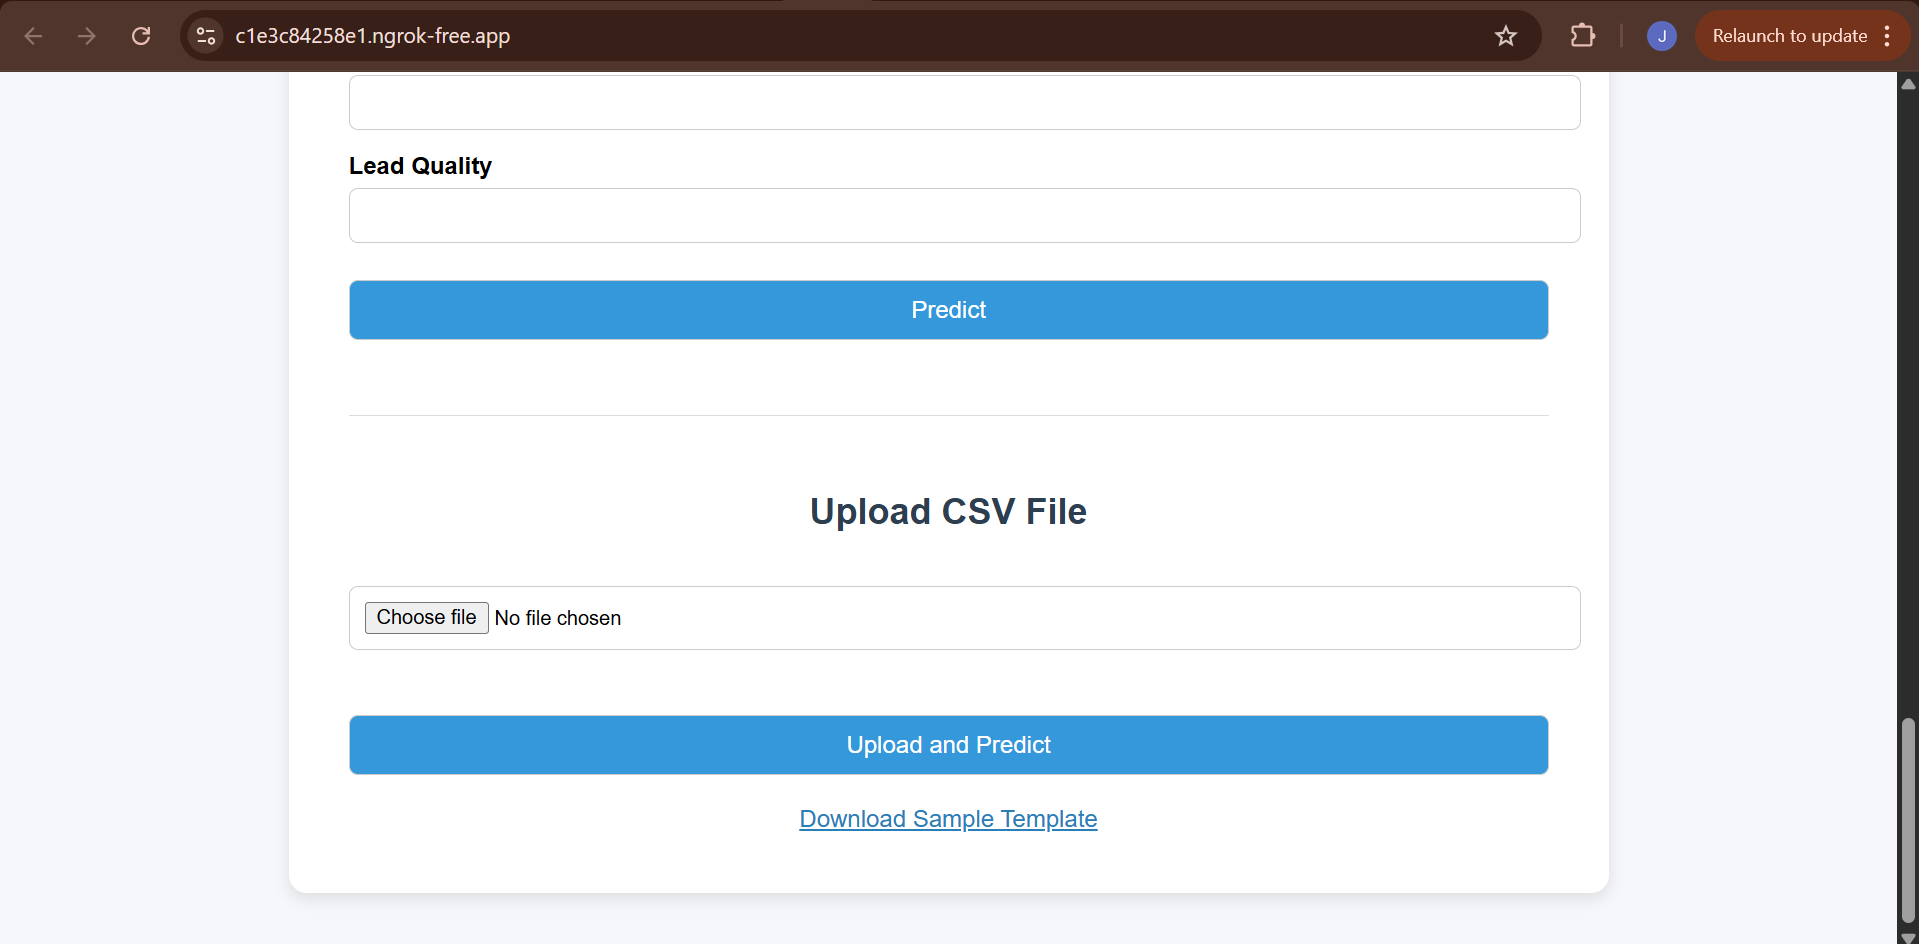 c1e3c84258e1.ngrok-free.app
J
Relaunch to update
Lead Quality
Predict
Upload CSV File
Choose file No file chosen
Upload and Predict
Download Sample Template